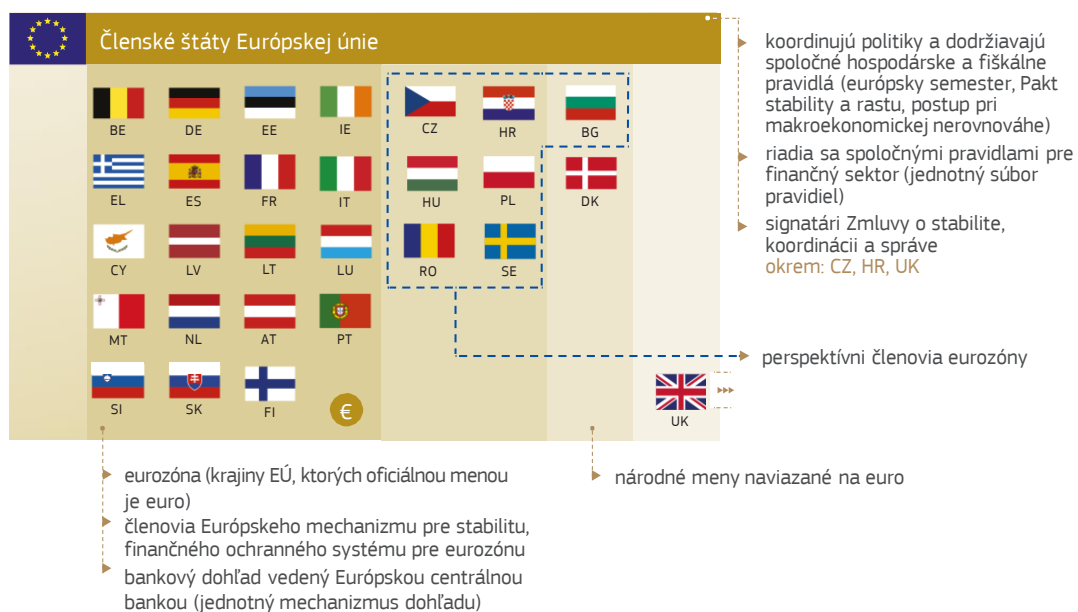 Členské štáty Európskej únie
BE DE EE IE CZ HR BG
EL ES FR IT HU PL DK
CY LV LT LU RO SE
MT NL AT PT
SI SK FI € UK
koordinujú politiky a dodržiavajú
spoločné hospodárske a fiškálne
pravidlá (európsky semester, Pakt
stability a rastu, postup pri
makroekonomickej nerovnováhe)
riadia sa spoločnými pravidlami pre
finančný sektor (jednotný súbor
pravidiel)
signatári Zmluvy o stabilite,
koordinácii a správe
okrem: CZ, HR, UK
perspektívni členovia eurozóny
eurozóna (krajiny EÚ, ktorých oficiálnou menou
je euro)
členovia Európskeho mechanizmu pre stabilitu,
finančného ochranného systému pre eurozónu
bankový dohľad vedený Európskou centrálnou
bankou (jednotný mechanizmus dohľadu)
národné meny naviazané na euro